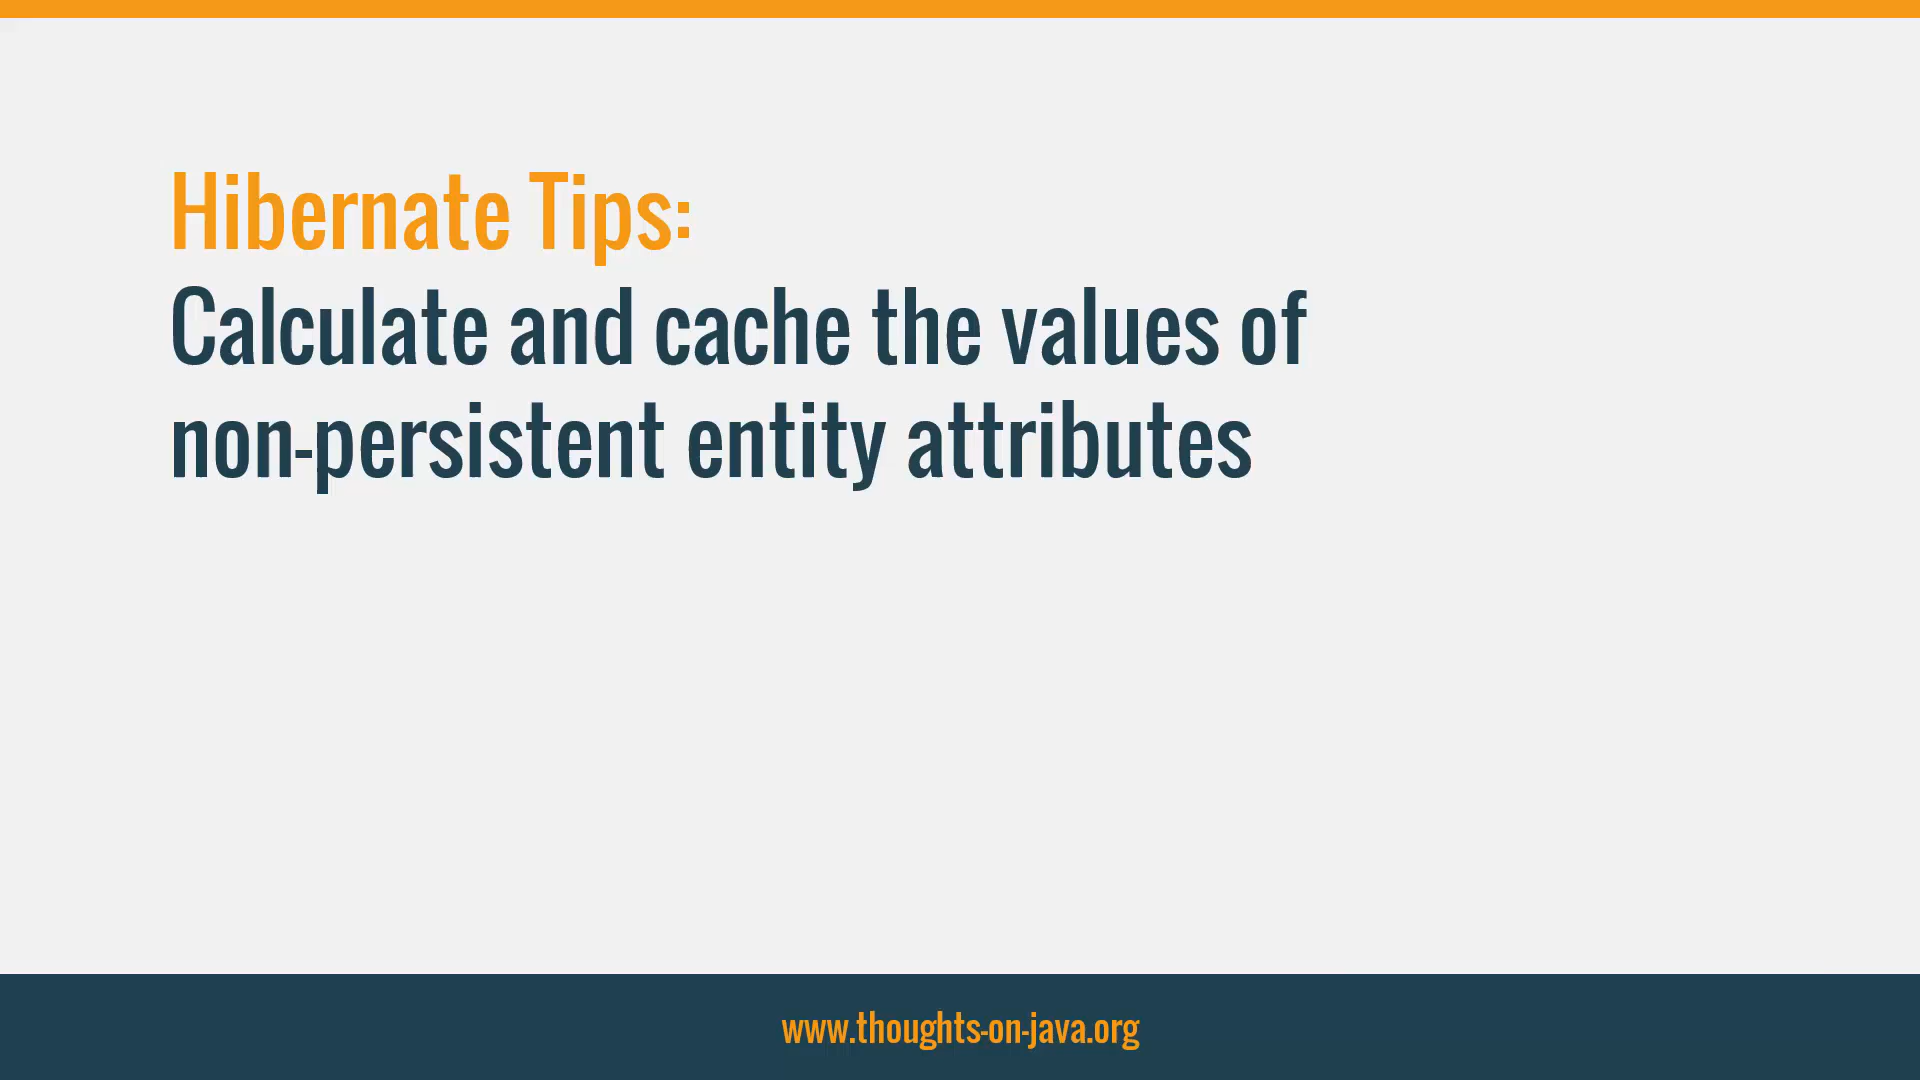 Hibernate Tips:
Calculate and cache the values of
non-persistent entity attributes
www.thoughts-on-java.org